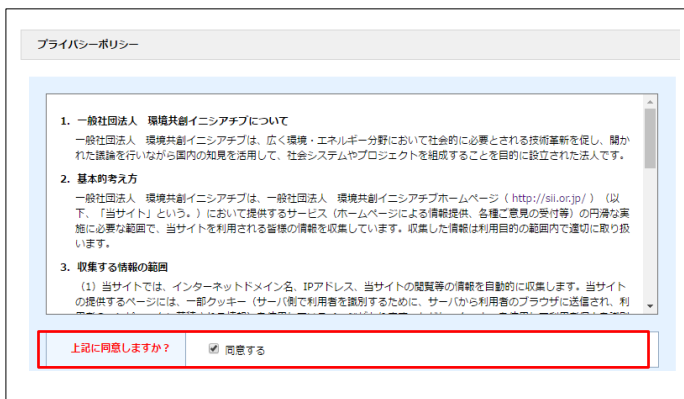 プライバシーポリシー
1. 一般社団法人　環境共創イニシアチブについて
一般社団法人　環境共創イニシアチブは、広く環境・エネルギー分野において社会的に必要とされる技術革新を促し、開か
れた議論を行いながら国内の知見を活用して、社会システムやプロジェクトを組成することを目的に設立された法人です。
2. 基本的考え方
一般社団法人　環境共創イニシアチブは、一般社団法人　環境共創イニシアチブホームページ（ http://sii.or.jp/ ）（以
下、「当サイト」という。）において提供するサービス（ホームページによる情報提供、各種ご意見の受付等）の円滑な実
施に必要な範囲で、当サイトを利用される皆様の情報を収集しています。収集した情報は利用目的の範囲内で適切に取り扱
います。
3. 収集する情報の範囲
（1）当サイトでは、インターネットドメイン名、IPアドレス、当サイトの閲覧等の情報を自動的に収集します。当サイト
の提供するページには、一部クッキー（サーバ側で利用者を識別するために、サーバから利用者のブラウザに送信され、利
上記に同意しますか？
同意する